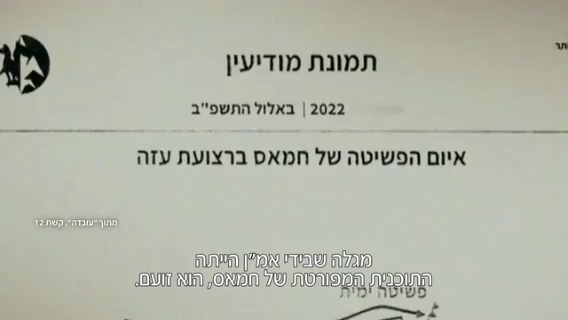 תמונת מודיעין
2022 | באלול התשפ"ב
איום הפשיטה של חמאס ברצועת עזה
מתוך "עובדה", קשת 12
מגלה שבידי אמ"ן הייתה
התוכנית המפורטת של חמאס, הוא זועם.
פשיטה ימית